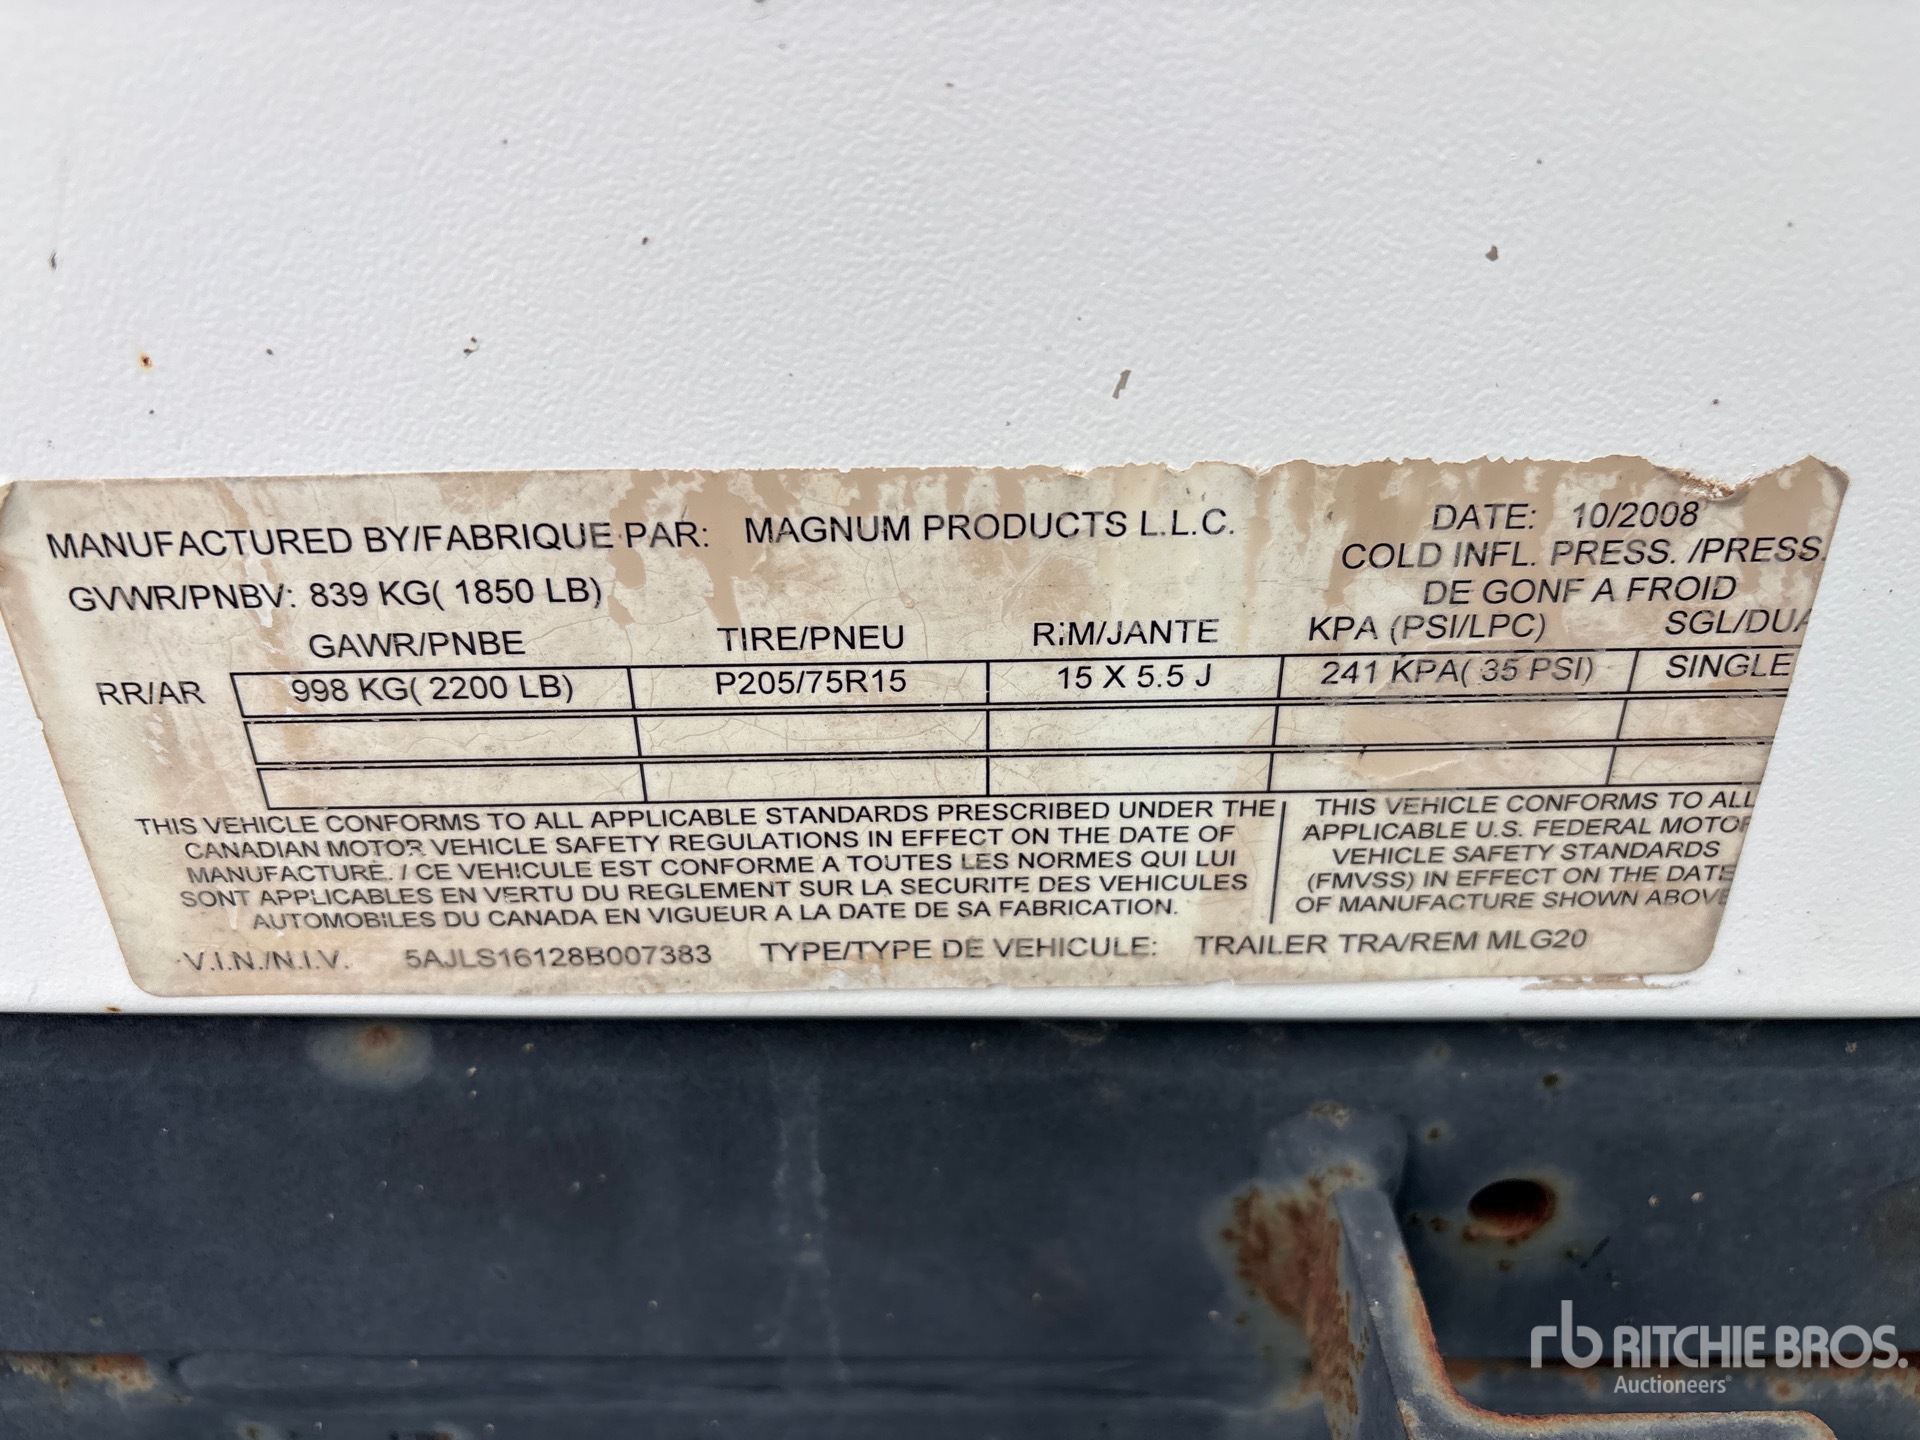 MANUFACTURED BY/FABRIQUE PAR: MAGNUM PRODUCTS L.L.C. DATE: 10/2008
GVWR/PNBV: 839 KG( 1850 LB) COLD INFL. PRESS. /PRESS.
DE GONF A FROID
GAWR/PNBE TIRE/PNEU RIM/JANTE KPA (PSI/LPC) SGL/DUA
RR/AR 998 KG( 2200 LB) P205/75R15 15 X 5.5 J 241 KPA( 35 PSI) SINGLE
THIS VEHICLE CONFORMS TO ALL APPLICABLE STANDARDS PRESCRIBED UNDER THE
CANADIAN MOTOR VEHICLE SAFETY REGULATIONS IN EFFECT ON THE DATE OF
MANUFACTURE. / CE VEHICULE EST CONFORME A TOUTES LES NORMES QUI LUI
SONT APPLICABLES EN VERTU DU REGLEMENT SUR LA SECURITE DES VEHICULES
AUTOMOBILES DU CANADA EN VIGUEUR A LA DATE DE SA FABRICATION.
THIS VEHICLE CONFORMS TO ALL
APPLICABLE U.S. FEDERAL MOTOR
VEHICLE SAFETY STANDARDS
(FMVSS) IN EFFECT ON THE DATE
OF MANUFACTURE SHOWN ABOVE
V.I.N./N.I.V. 5AJLS16128B007383 TYPE/TYPE DE VEHICULE: TRAILER TRA/REM MLG20
rb RITCHIE BROS.
Auctioneers